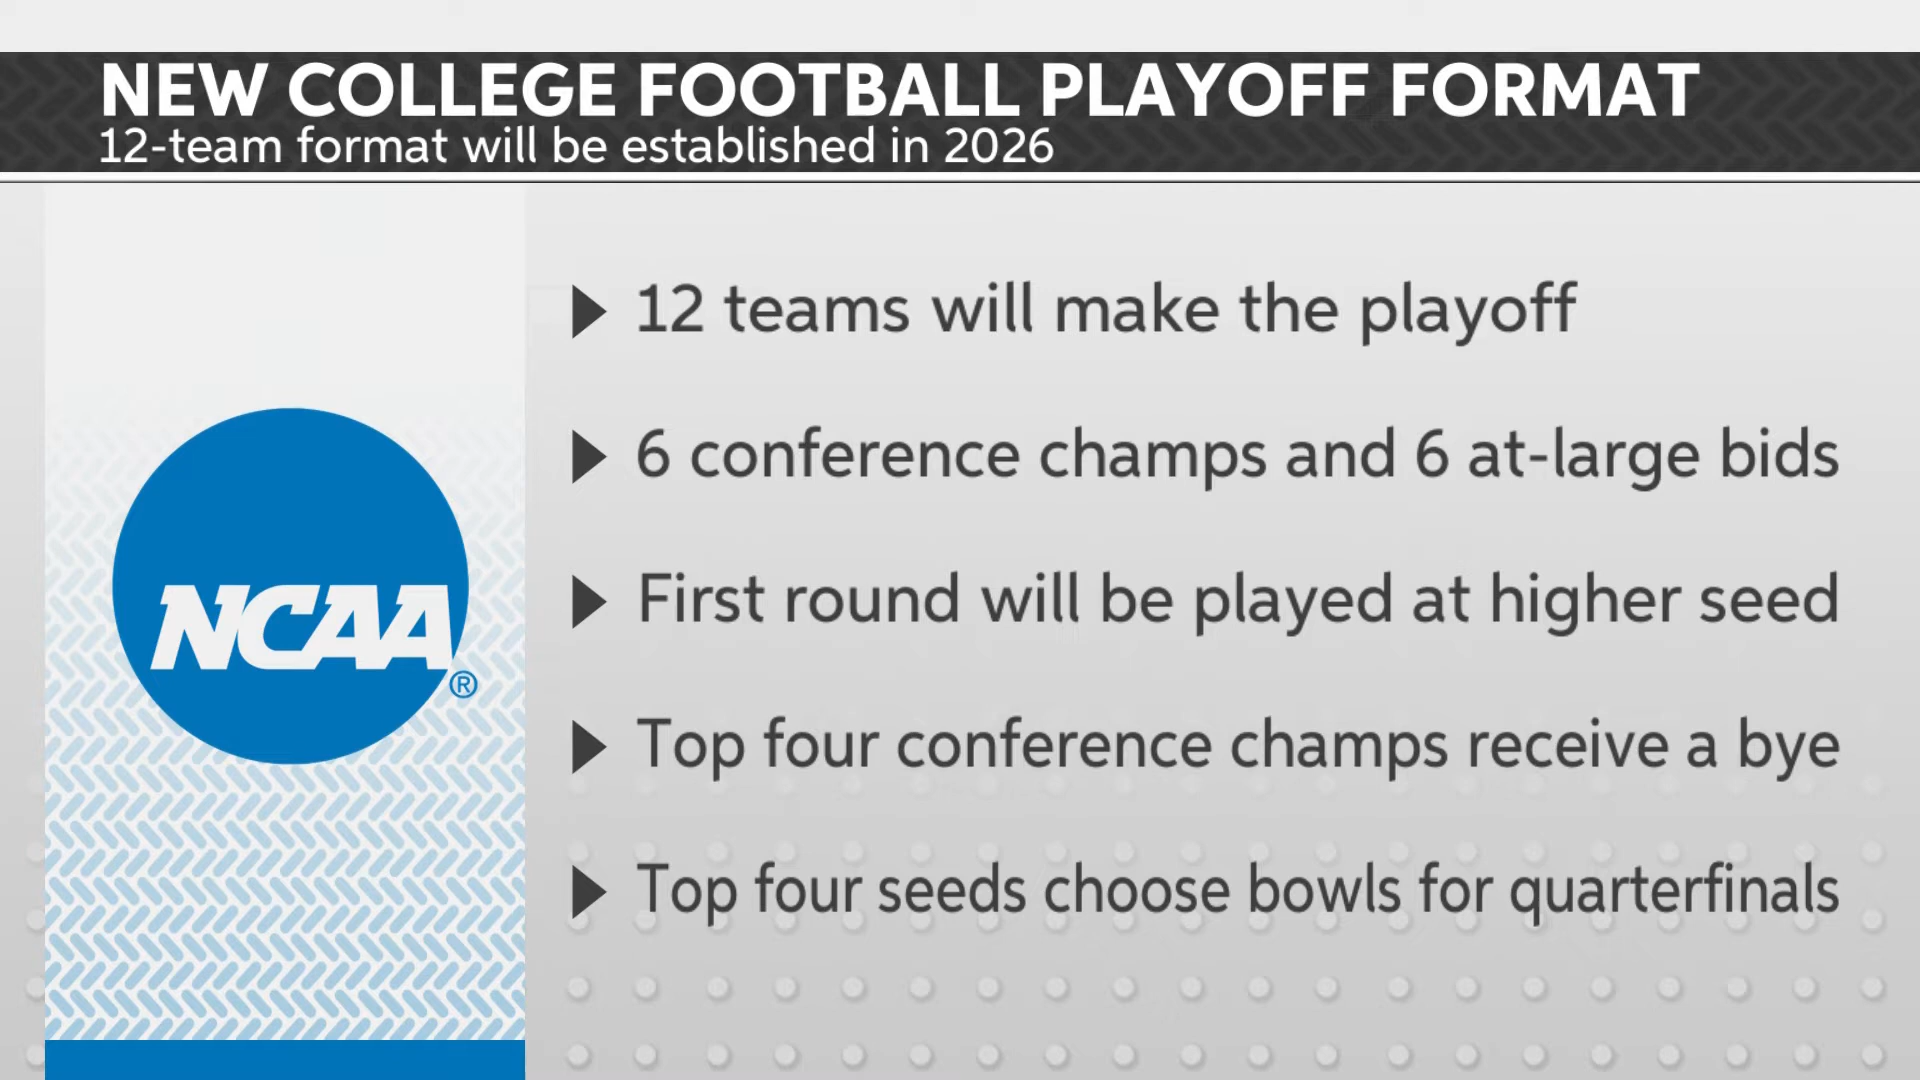 NEW COLLEGE FOOTBALL PLAYOFF FORMAT
12-team format will be established in 2026
12 teams will make the playoff
6 conference champs and 6 at-large bids
First round will be played at higher seed
Top four conference champs receive a bye
Top four seeds choose bowls for quarterfinals
NCAA®